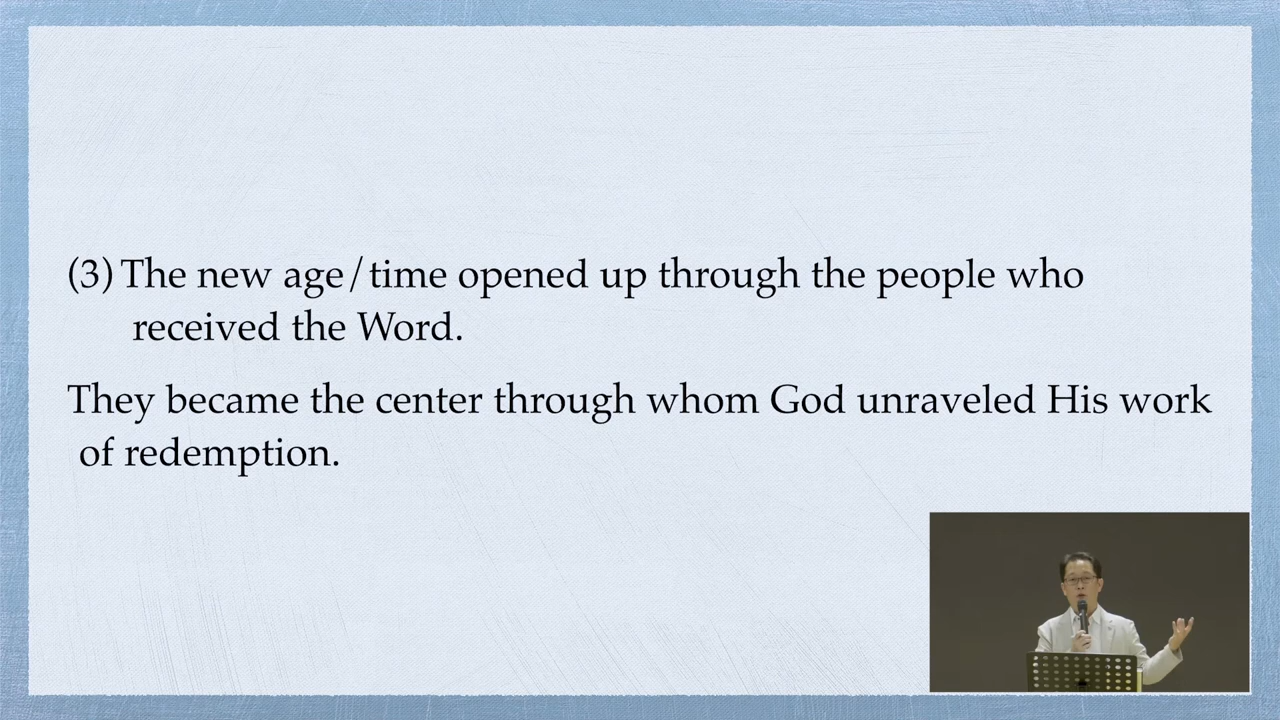 (3) The new age/time opened up through the people who
received the Word.
They became the center through whom God unraveled His work
of redemption.